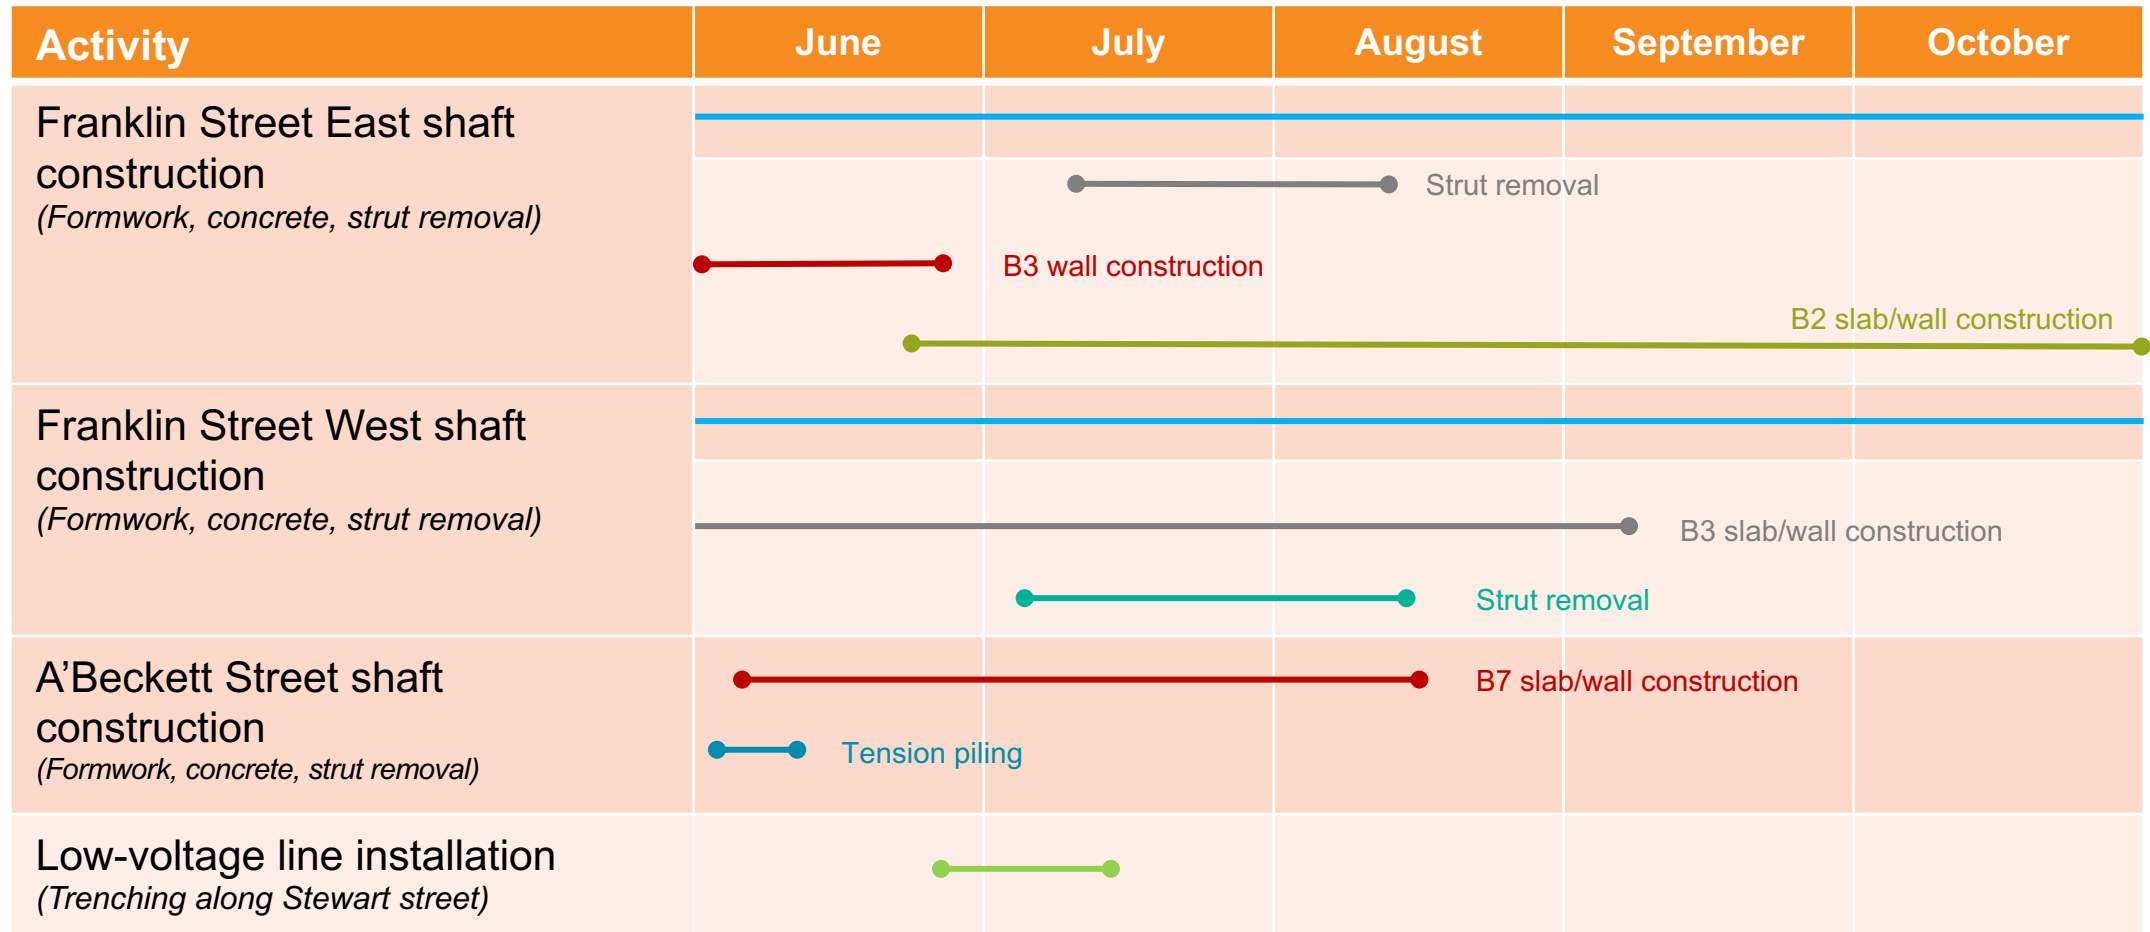 Activity
June
July
August
September
October
Franklin Street East shaft
construction
(Formwork, concrete, strut removal)
Strut removal
B3 wall construction
B2 slab/wall construction
Franklin Street West shaft
construction
(Formwork, concrete, strut removal)
B3 slab/wall construction
Strut removal
A’Beckett Street shaft
construction
(Formwork, concrete, strut removal)
B7 slab/wall construction
Tension piling
Low-voltage line installation
(Trenching along Stewart street)